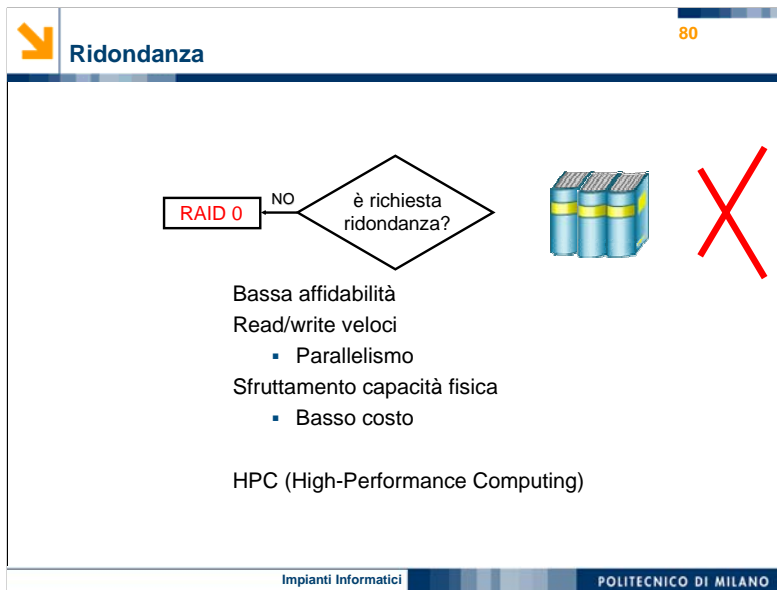 80
Ridondanza
RAID 0
NO
è richiesta
ridondanza?
Bassa affidabilità
Read/write veloci
▪ Parallelismo
Sfruttamento capacità fisica
▪ Basso costo
HPC (High-Performance Computing)
Impianti Informatici
POLITECNICO DI MILANO